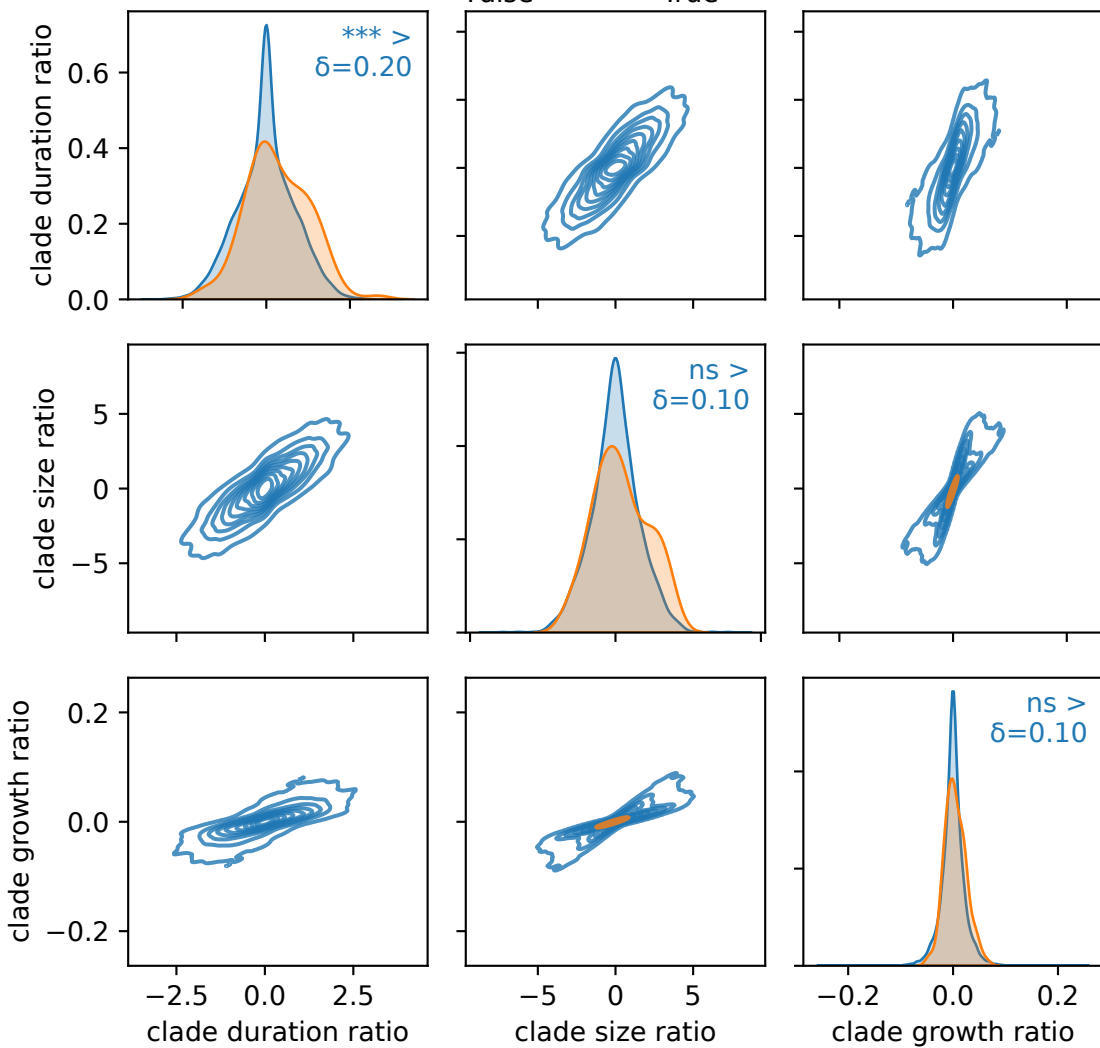 clade duration ratio
0.6
0.4
0.2
0.0
*** >
δ=0.20
clade size ratio
5
0
−5
ns >
δ=0.10
clade growth ratio
0.2
0.0
−0.2
ns >
δ=0.10
−2.5 0.0 2.5
−5 0 5
−0.2 0.0 0.2
clade duration ratio
clade size ratio
clade growth ratio